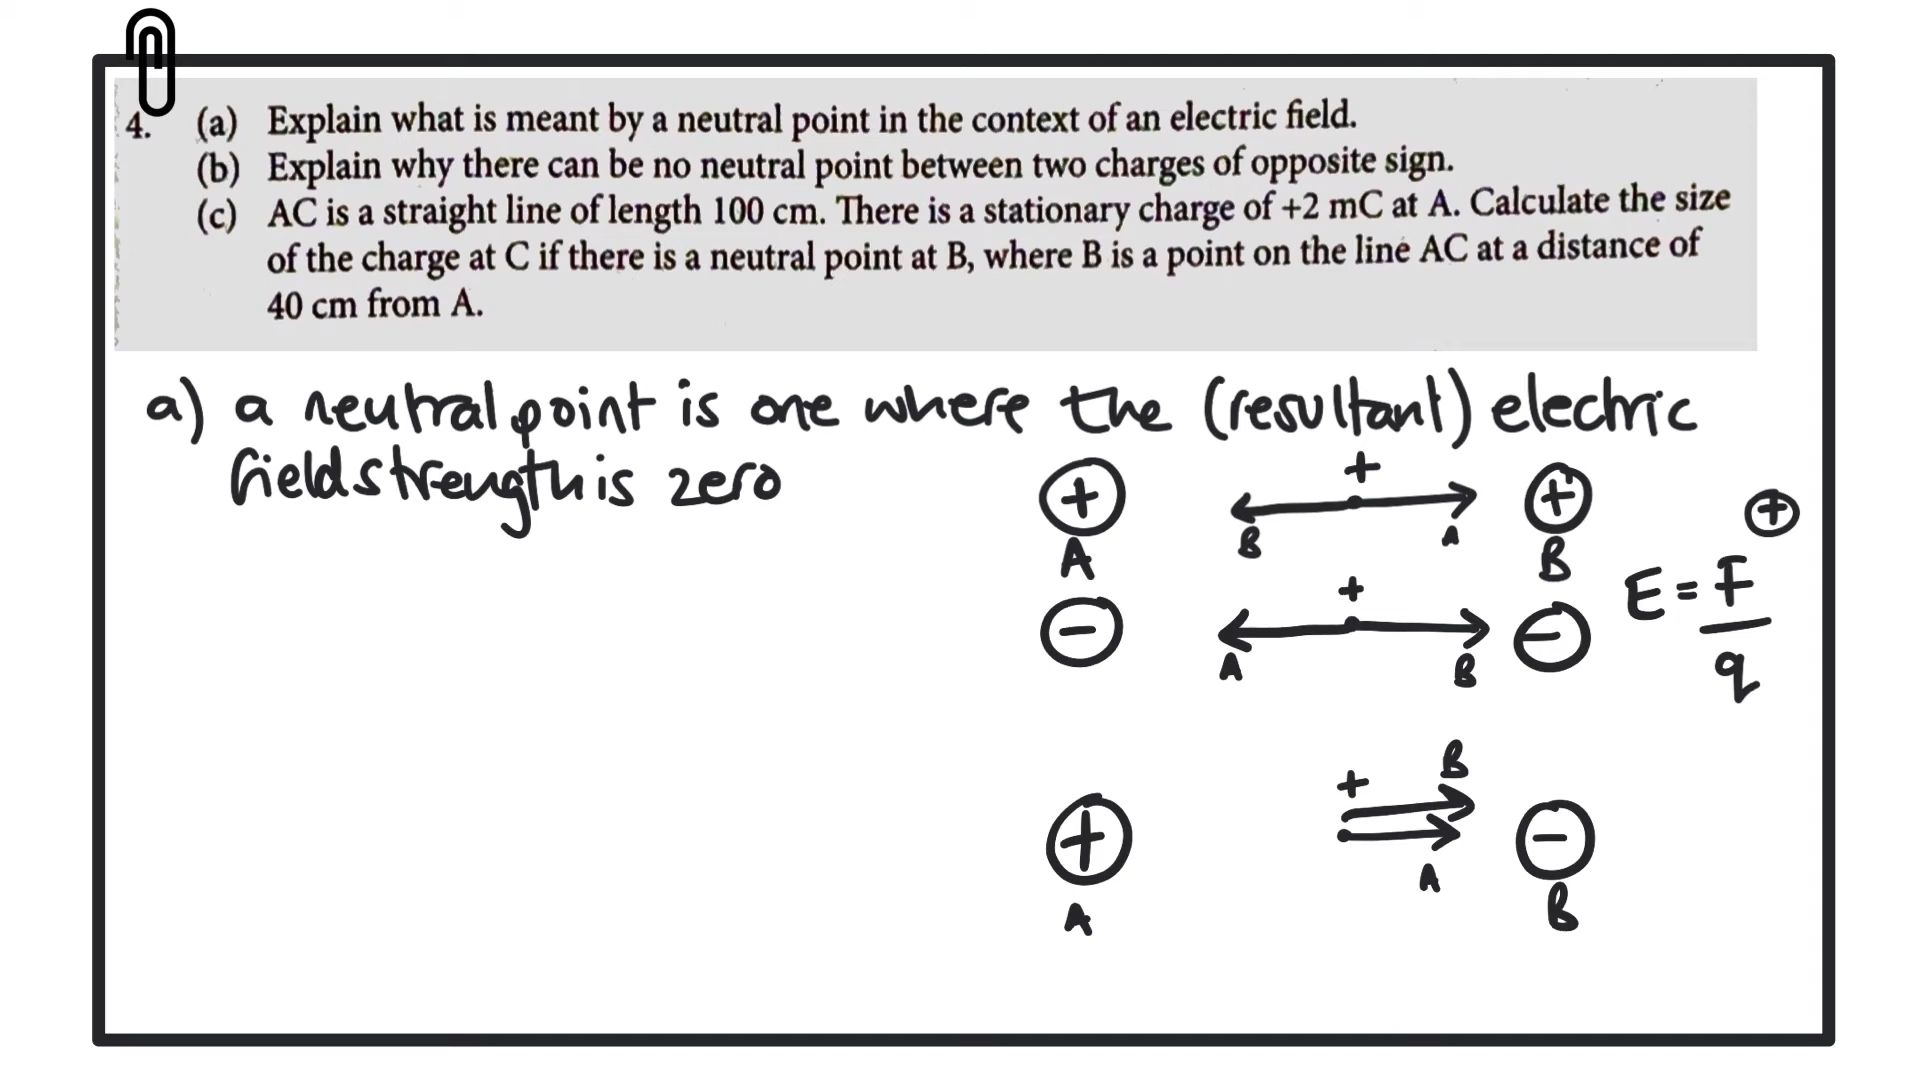 4. (a) Explain what is meant by a neutral point in the context of an electric field.
(b) Explain why there can be no neutral point between two charges of opposite sign.
(c) AC is a straight line of length 100 cm. There is a stationary charge of +2 mC at A. Calculate the size
of the charge at C if there is a neutral point at B, where B is a point on the line AC at a distance of
40 cm from A.
a) a neutral point is one where the (resultant) electric
field strength is zero
+ + +
B A
A B
+
E = F
q
+
- -
A B
B
+
+ -
A
A B